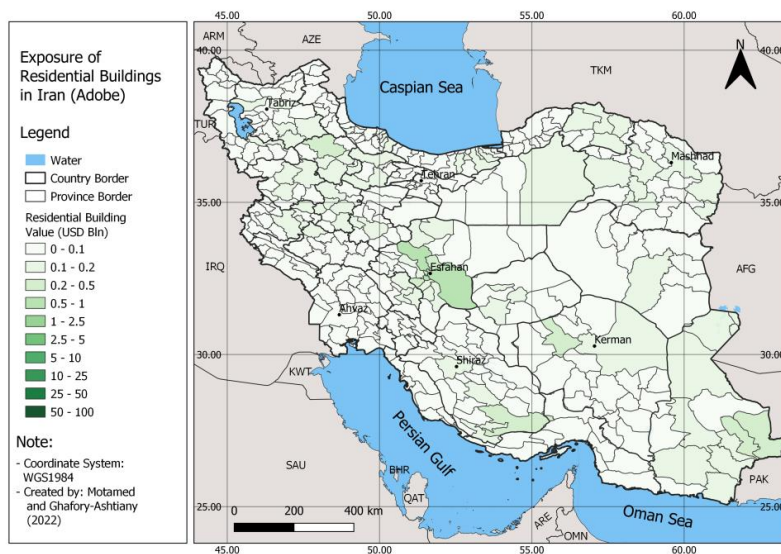 Exposure of
Residential Buildings
in Iran (Adobe)
Legend
Water
Country Border
Province Border
Residential Building
Value (USD Bln)
0 - 0.1
0.1 - 0.2
0.2 - 0.5
0.5 - 1
1 - 2.5
2.5 - 5
5 - 10
10 - 25
25 - 50
50 - 100
Note:
- Coordinate System:
WGS1984
- Created by: Motamed
and Ghafory-Ashtiany
(2022)
45.00 50.00 55.00 60.00
40.00 40.00
ARM AZE
TKM
N
Caspian Sea
Tabriz
TUR
Mashhad
Tehran
35.00 35.00
IRQ
Esfahan
AFG
Ahvaz
Kerman
30.00 30.00
Shiraz
KWT
Persian Gulf
SAU
BHR
QAT
PAK
25.00 25.00
0 200 400 km
ARE
OMN
Oman Sea
45.00 50.00 55.00 60.00